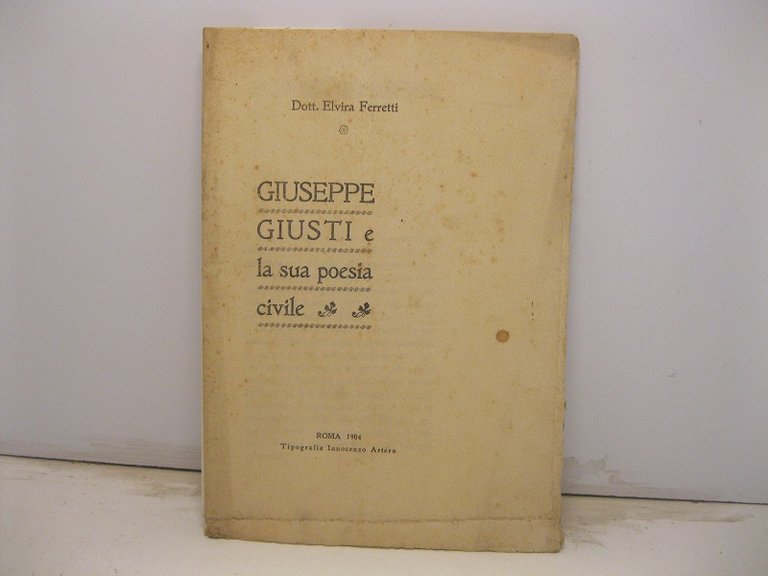 Dott. Elvira Ferretti
GIUSEPPE
GIUSTI e
la sua poesia
civile
ROMA 1904
Tipografia Innocenzo Artero